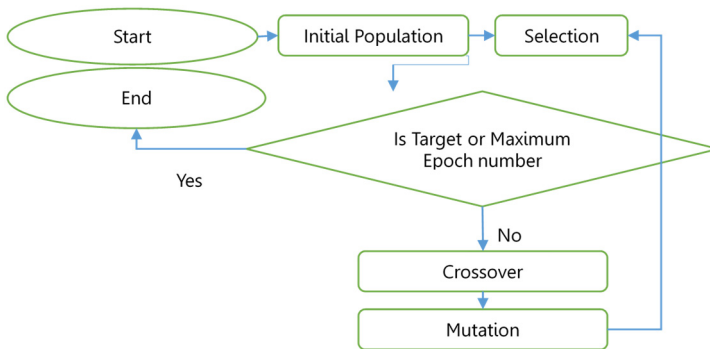 Start
Initial Population
Selection
End
Is Target or Maximum
Epoch number
Yes
No
Crossover
Mutation